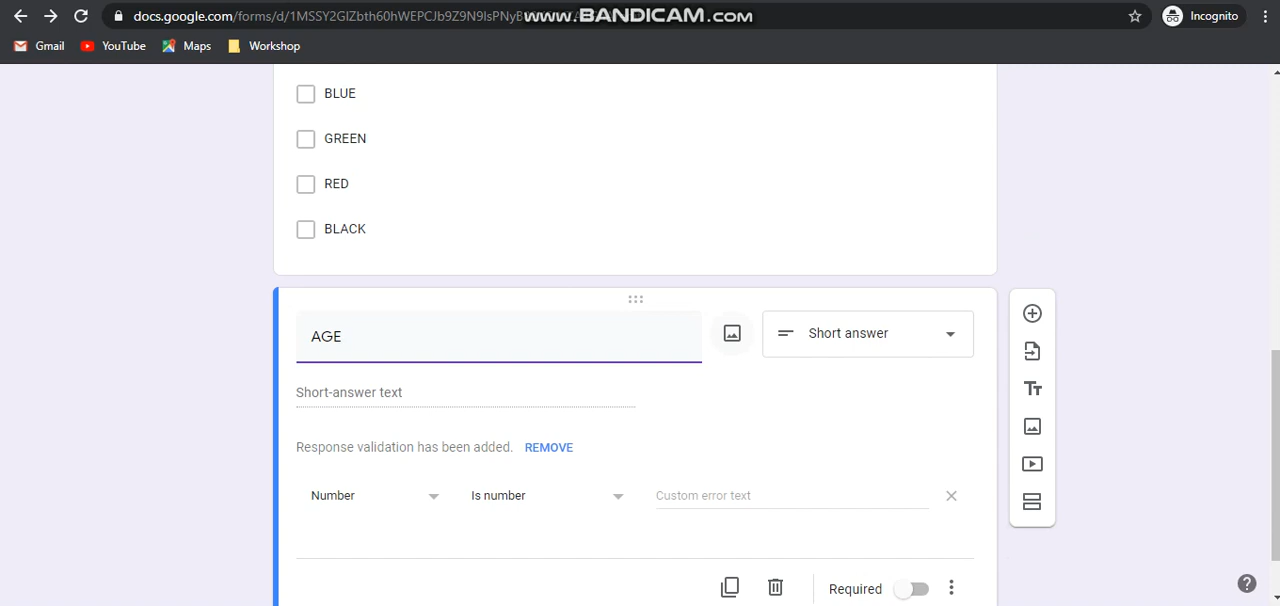 docs.google.com/forms/d/1MSSY2GlZbth60hWEPCJb9Z9N9lsPNyB
www.BANDICAM.com
Incognito
Gmail YouTube Maps Workshop
BLUE
GREEN
RED
BLACK
AGE
Short answer
Short-answer text
Response validation has been added. REMOVE
Number Is number Custom error text
Required